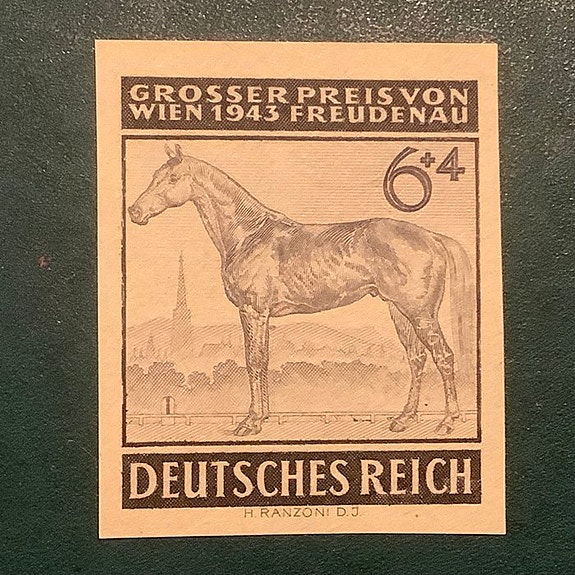 GROSSER PREIS VON
WIEN 1943 FREUDENAU
6+4
DEUTSCHES REICH
H. RANZONI D. J.